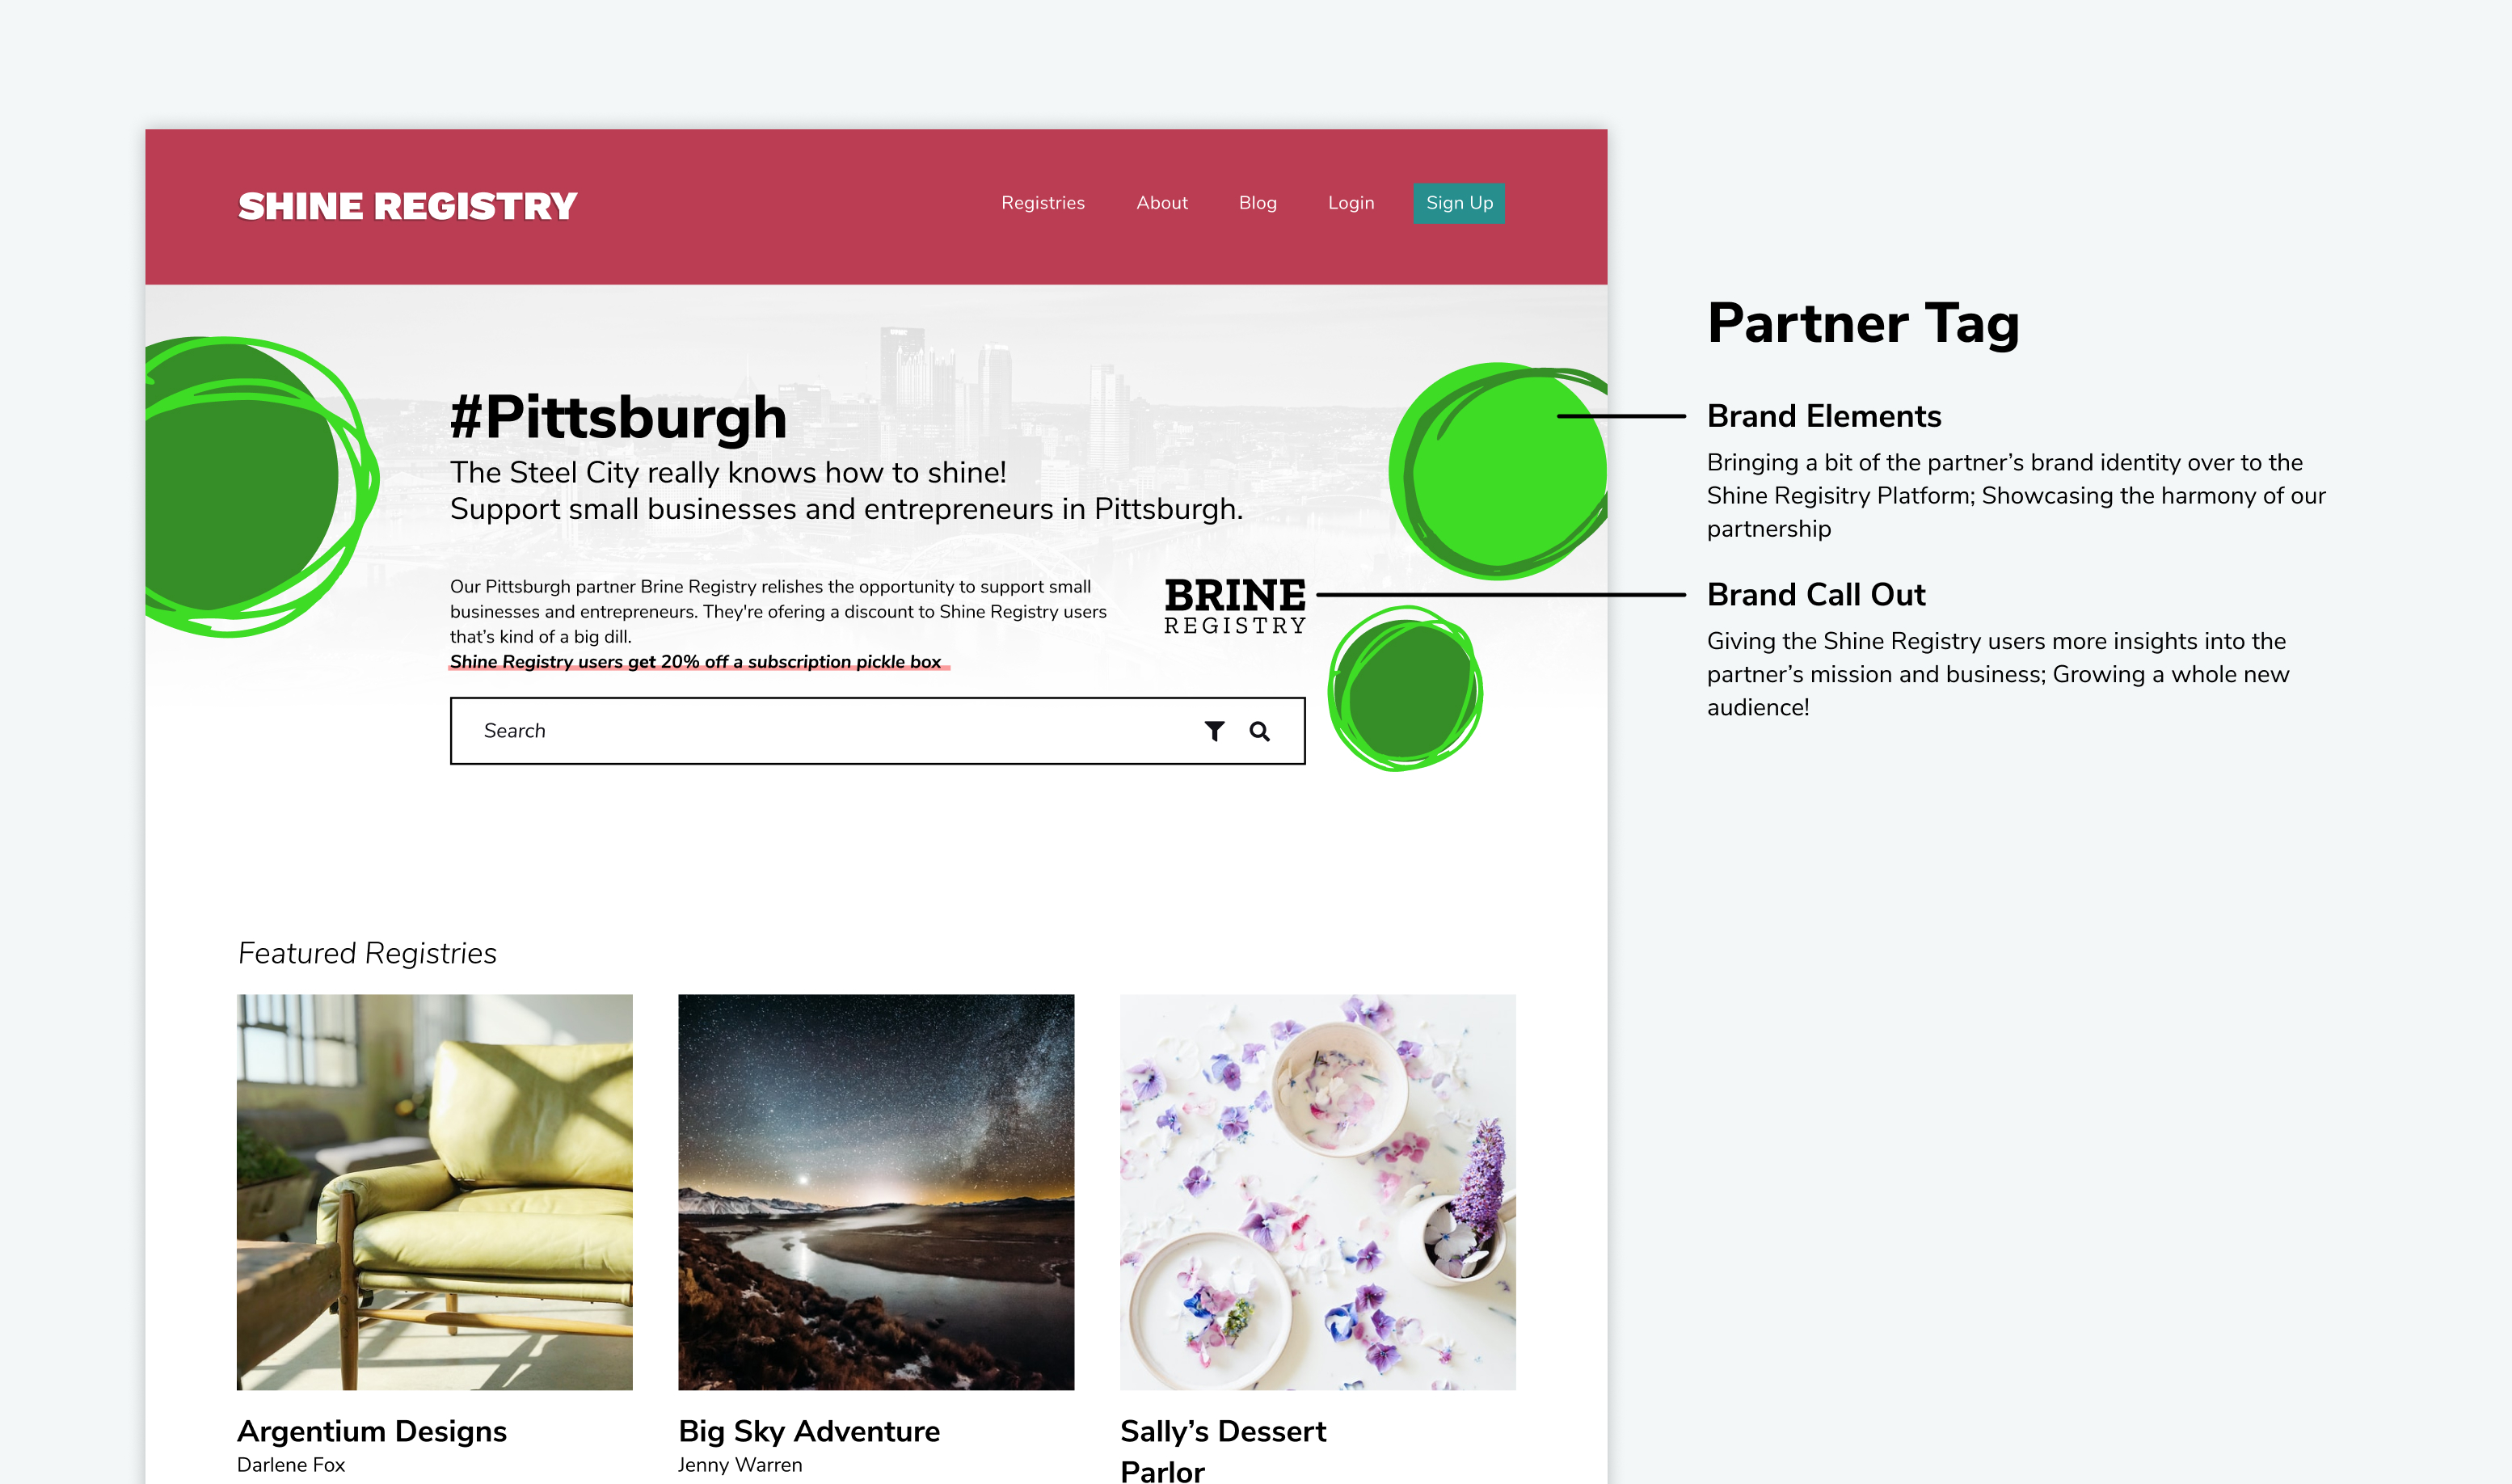 SHINE REGISTRY
Registries
About
Blog
Login
Sign Up
#Pittsburgh
The Steel City really knows how to shine!
Support small businesses and entrepreneurs in Pittsburgh.
Our Pittsburgh partner Brine Registry relishes the opportunity to support small
businesses and entrepreneurs. They're ofering a discount to Shine Registry users
that's kind of a big dill.
Shine Registry users get 20% off a subscription pickle box
BRINE
REGISTRY
Search
Partner Tag
Brand Elements
Bringing a bit of the partner's brand identity over to the
Shine Regisitry Platform; Showcasing the harmony of our
partnership
Brand Call Out
Giving the Shine Registry users more insights into the
partner's mission and business; Growing a whole new
audience!
Featured Registries
Argentium Designs
Darlene Fox
Big Sky Adventure
Jenny Warren
Sally’s Dessert
Parlor